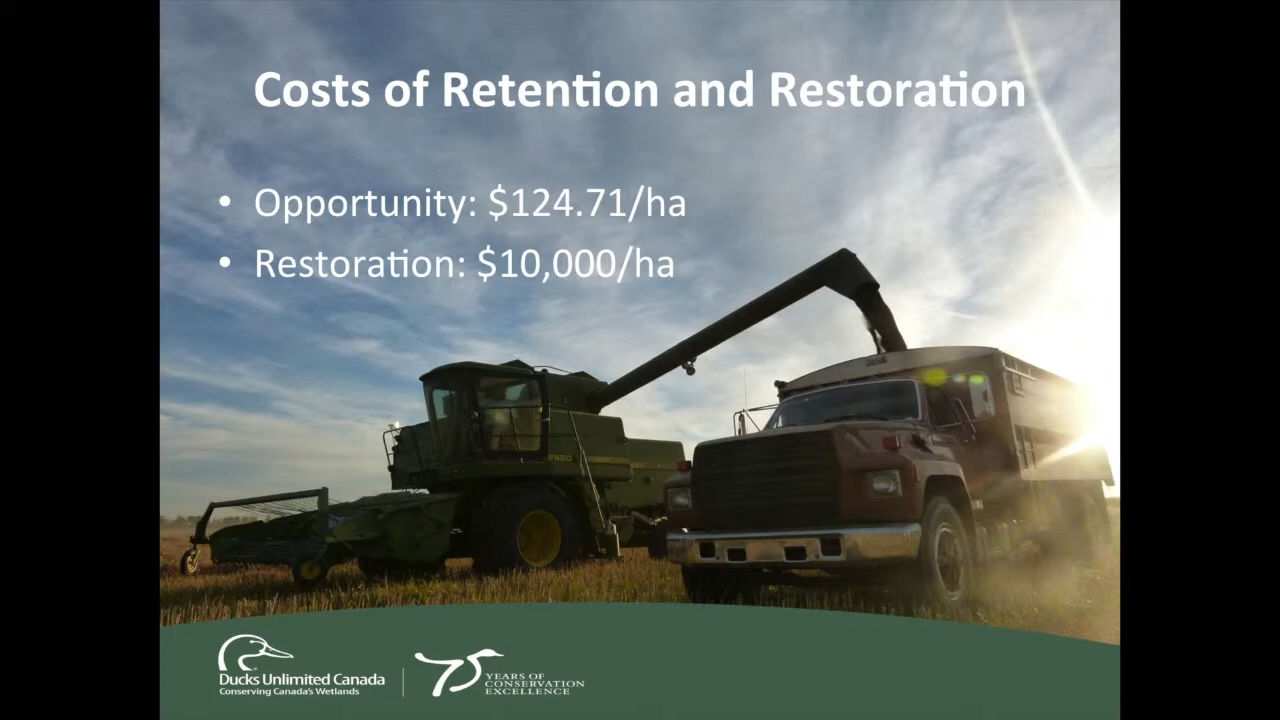 Costs of Retention and Restoration
• Opportunity: $124.71/ha
• Restoration: $10,000/ha
Ducks Unlimited Canada
Conserving Canada's Wetlands
75 YEARS OF
CONSERVATION
EXCELLENCE